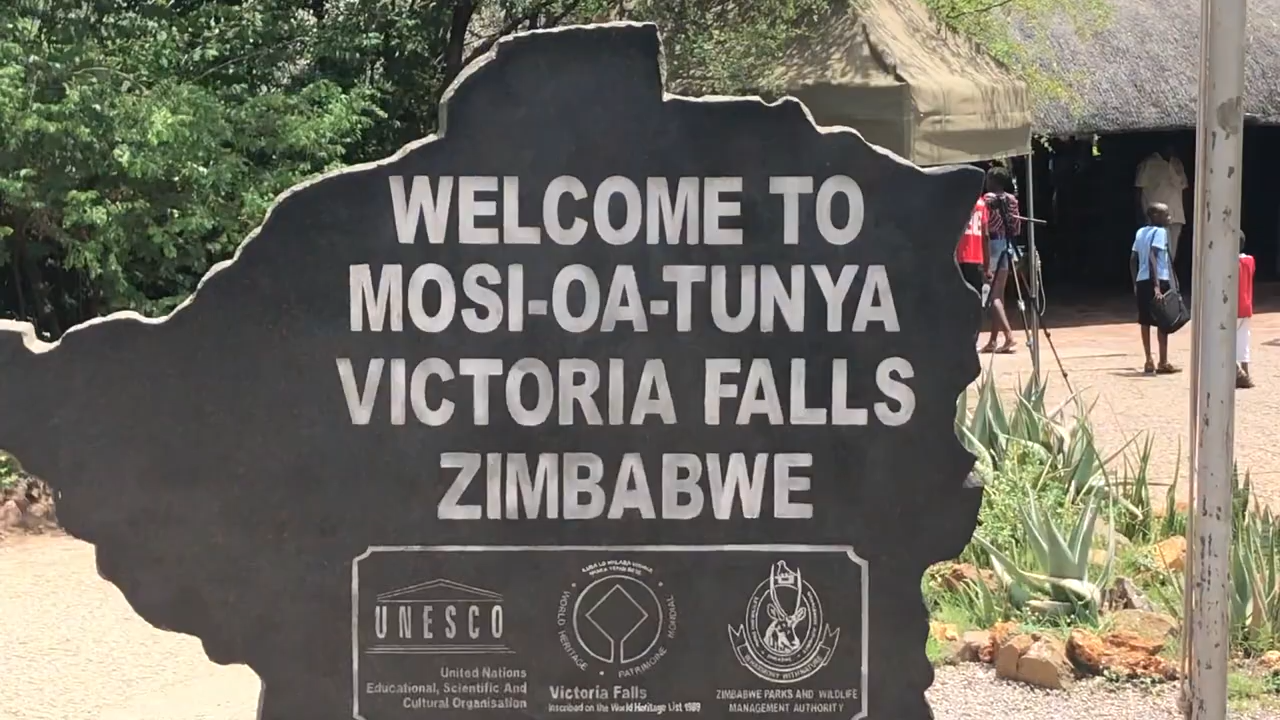 WELCOME TO
MOSI-OA-TUNYA
VICTORIA FALLS
ZIMBABWE
UNESCO
United Nations
Educational, Scientific And
Cultural Organisation
WORLD HERITAGE
PATRIMOINE MONDIAL
Victoria Falls
Inscribed on the World Heritage List 1989
ZIMBABWE PARKS AND WILDLIFE
MANAGEMENT AUTHORITY